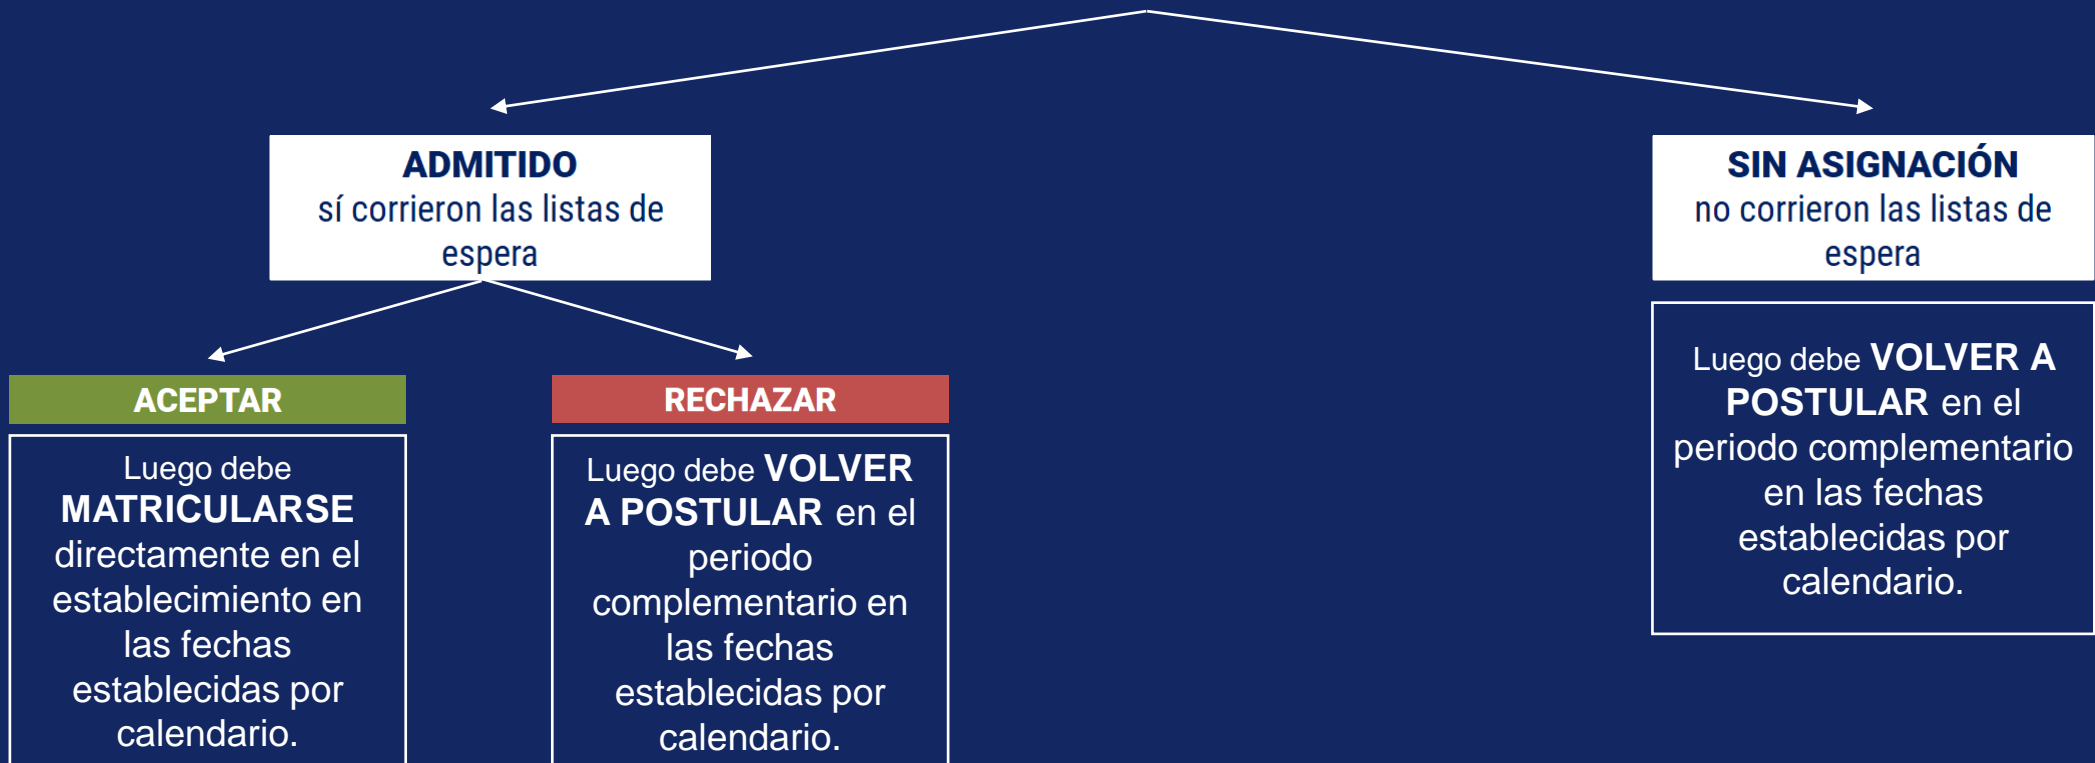 ADMITIDO
sí corrieron las listas de
espera
SIN ASIGNACIÓN
no corrieron las listas de
espera
ACEPTAR
Luego debe
MATRICULARSE
directamente en el
establecimiento en
las fechas
establecidas por
calendario.
RECHAZAR
Luego debe VOLVER
A POSTULAR en el
periodo
complementario en
las fechas
establecidas por
calendario.
Luego debe VOLVER A
POSTULAR en el
periodo complementario
en las fechas
establecidas por
calendario.